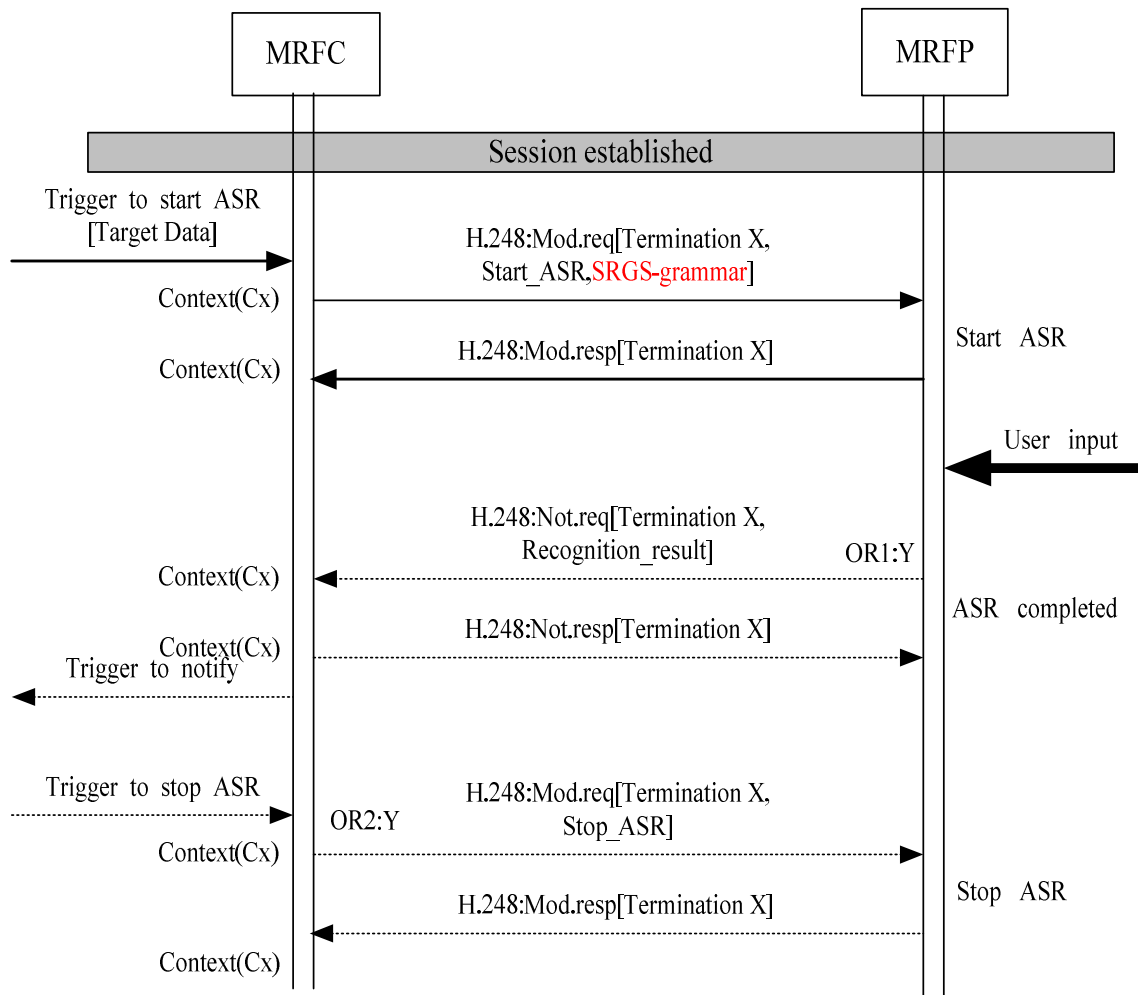 MRFC
MRFP
Session established
Trigger to start ASR
[Target Data]
H.248:Mod.req[Termination X,
Start_ASR,SRGS-grammar]
Context(Cx)
Start ASR
H.248:Mod.resp[Termination X]
Context(Cx)
User input
H.248:Not.req[Termination X,
Recognition_result]
OR1:Y
Context(Cx)
ASR completed
H.248:Not.resp[Termination X]
Context(Cx)
Trigger to notify
Trigger to stop ASR
H.248:Mod.req[Termination X,
Stop_ASR]
OR2:Y
Context(Cx)
Stop ASR
H.248:Mod.resp[Termination X]
Context(Cx)